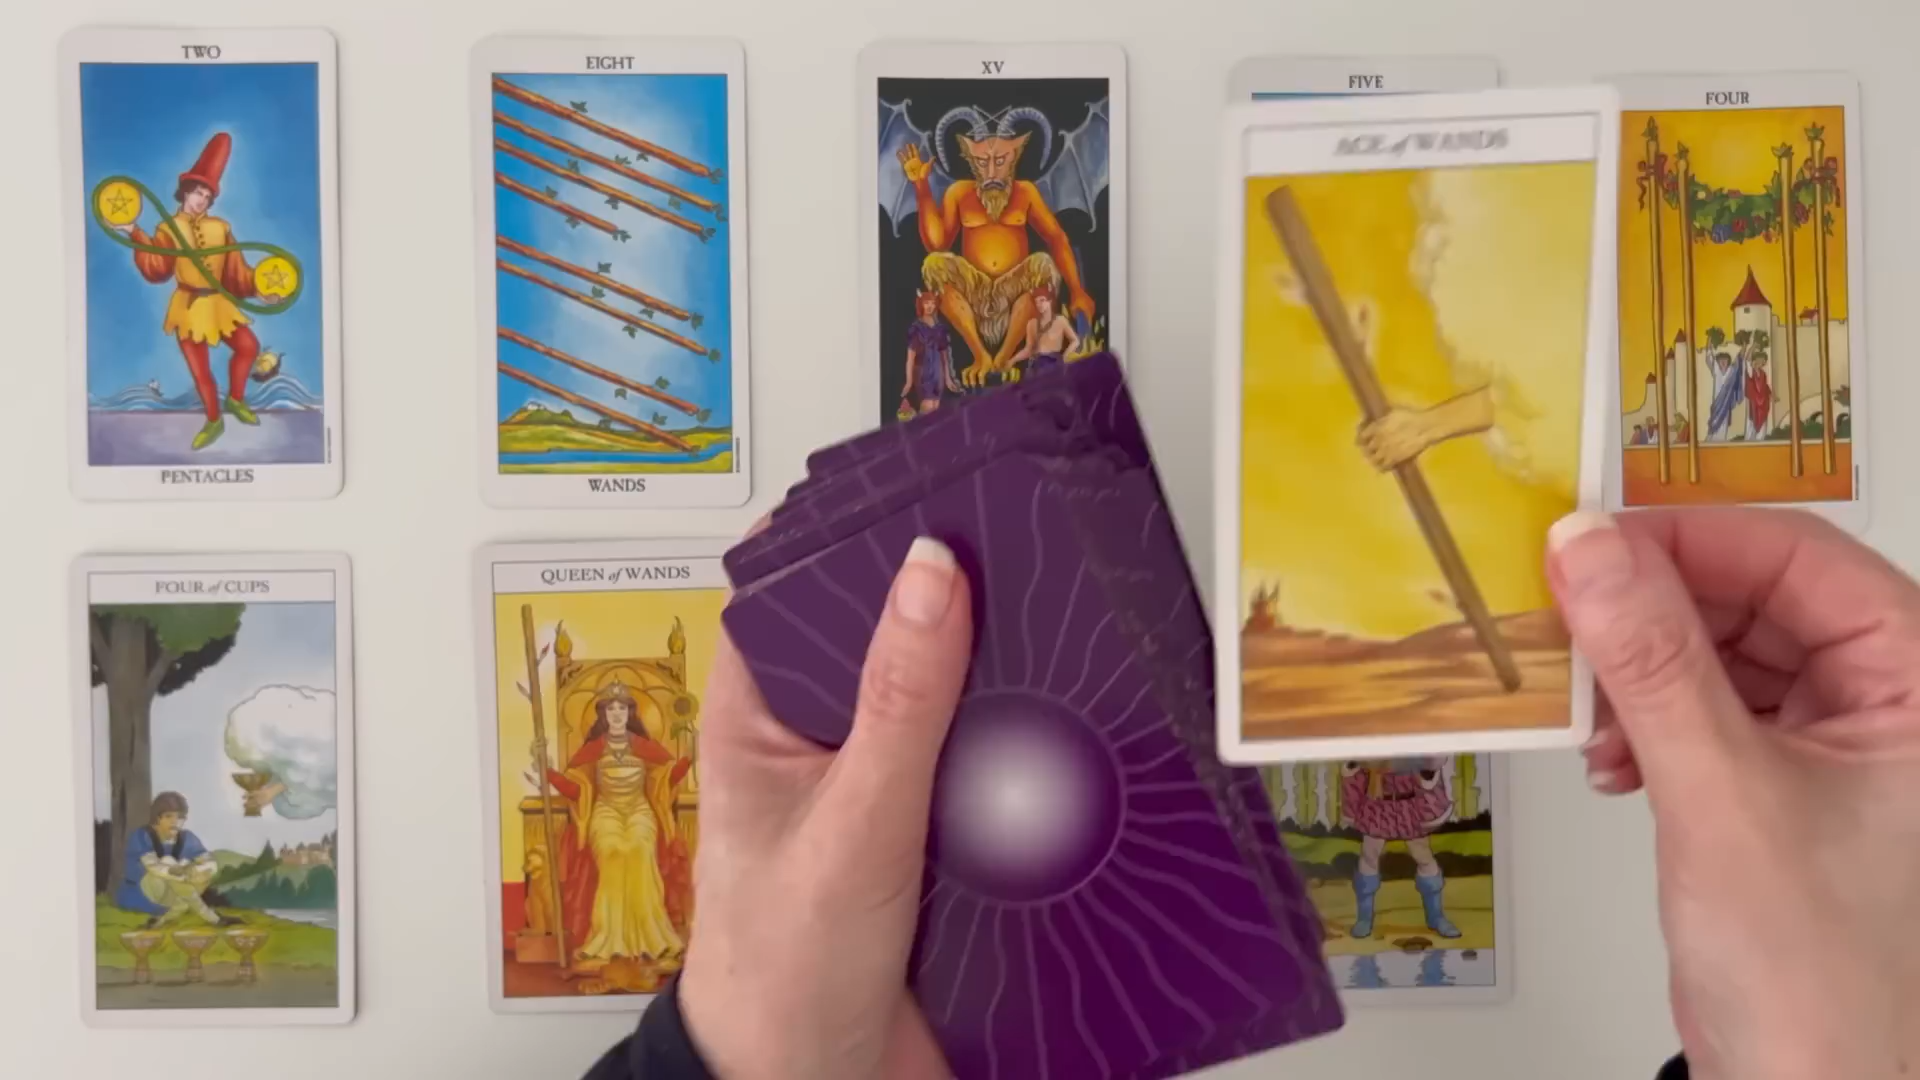 TWO
PENTACLES
EIGHT
WANDS
XV
FIVE
ACE of WANDS
FOUR
FOUR of CUPS
QUEEN of WANDS